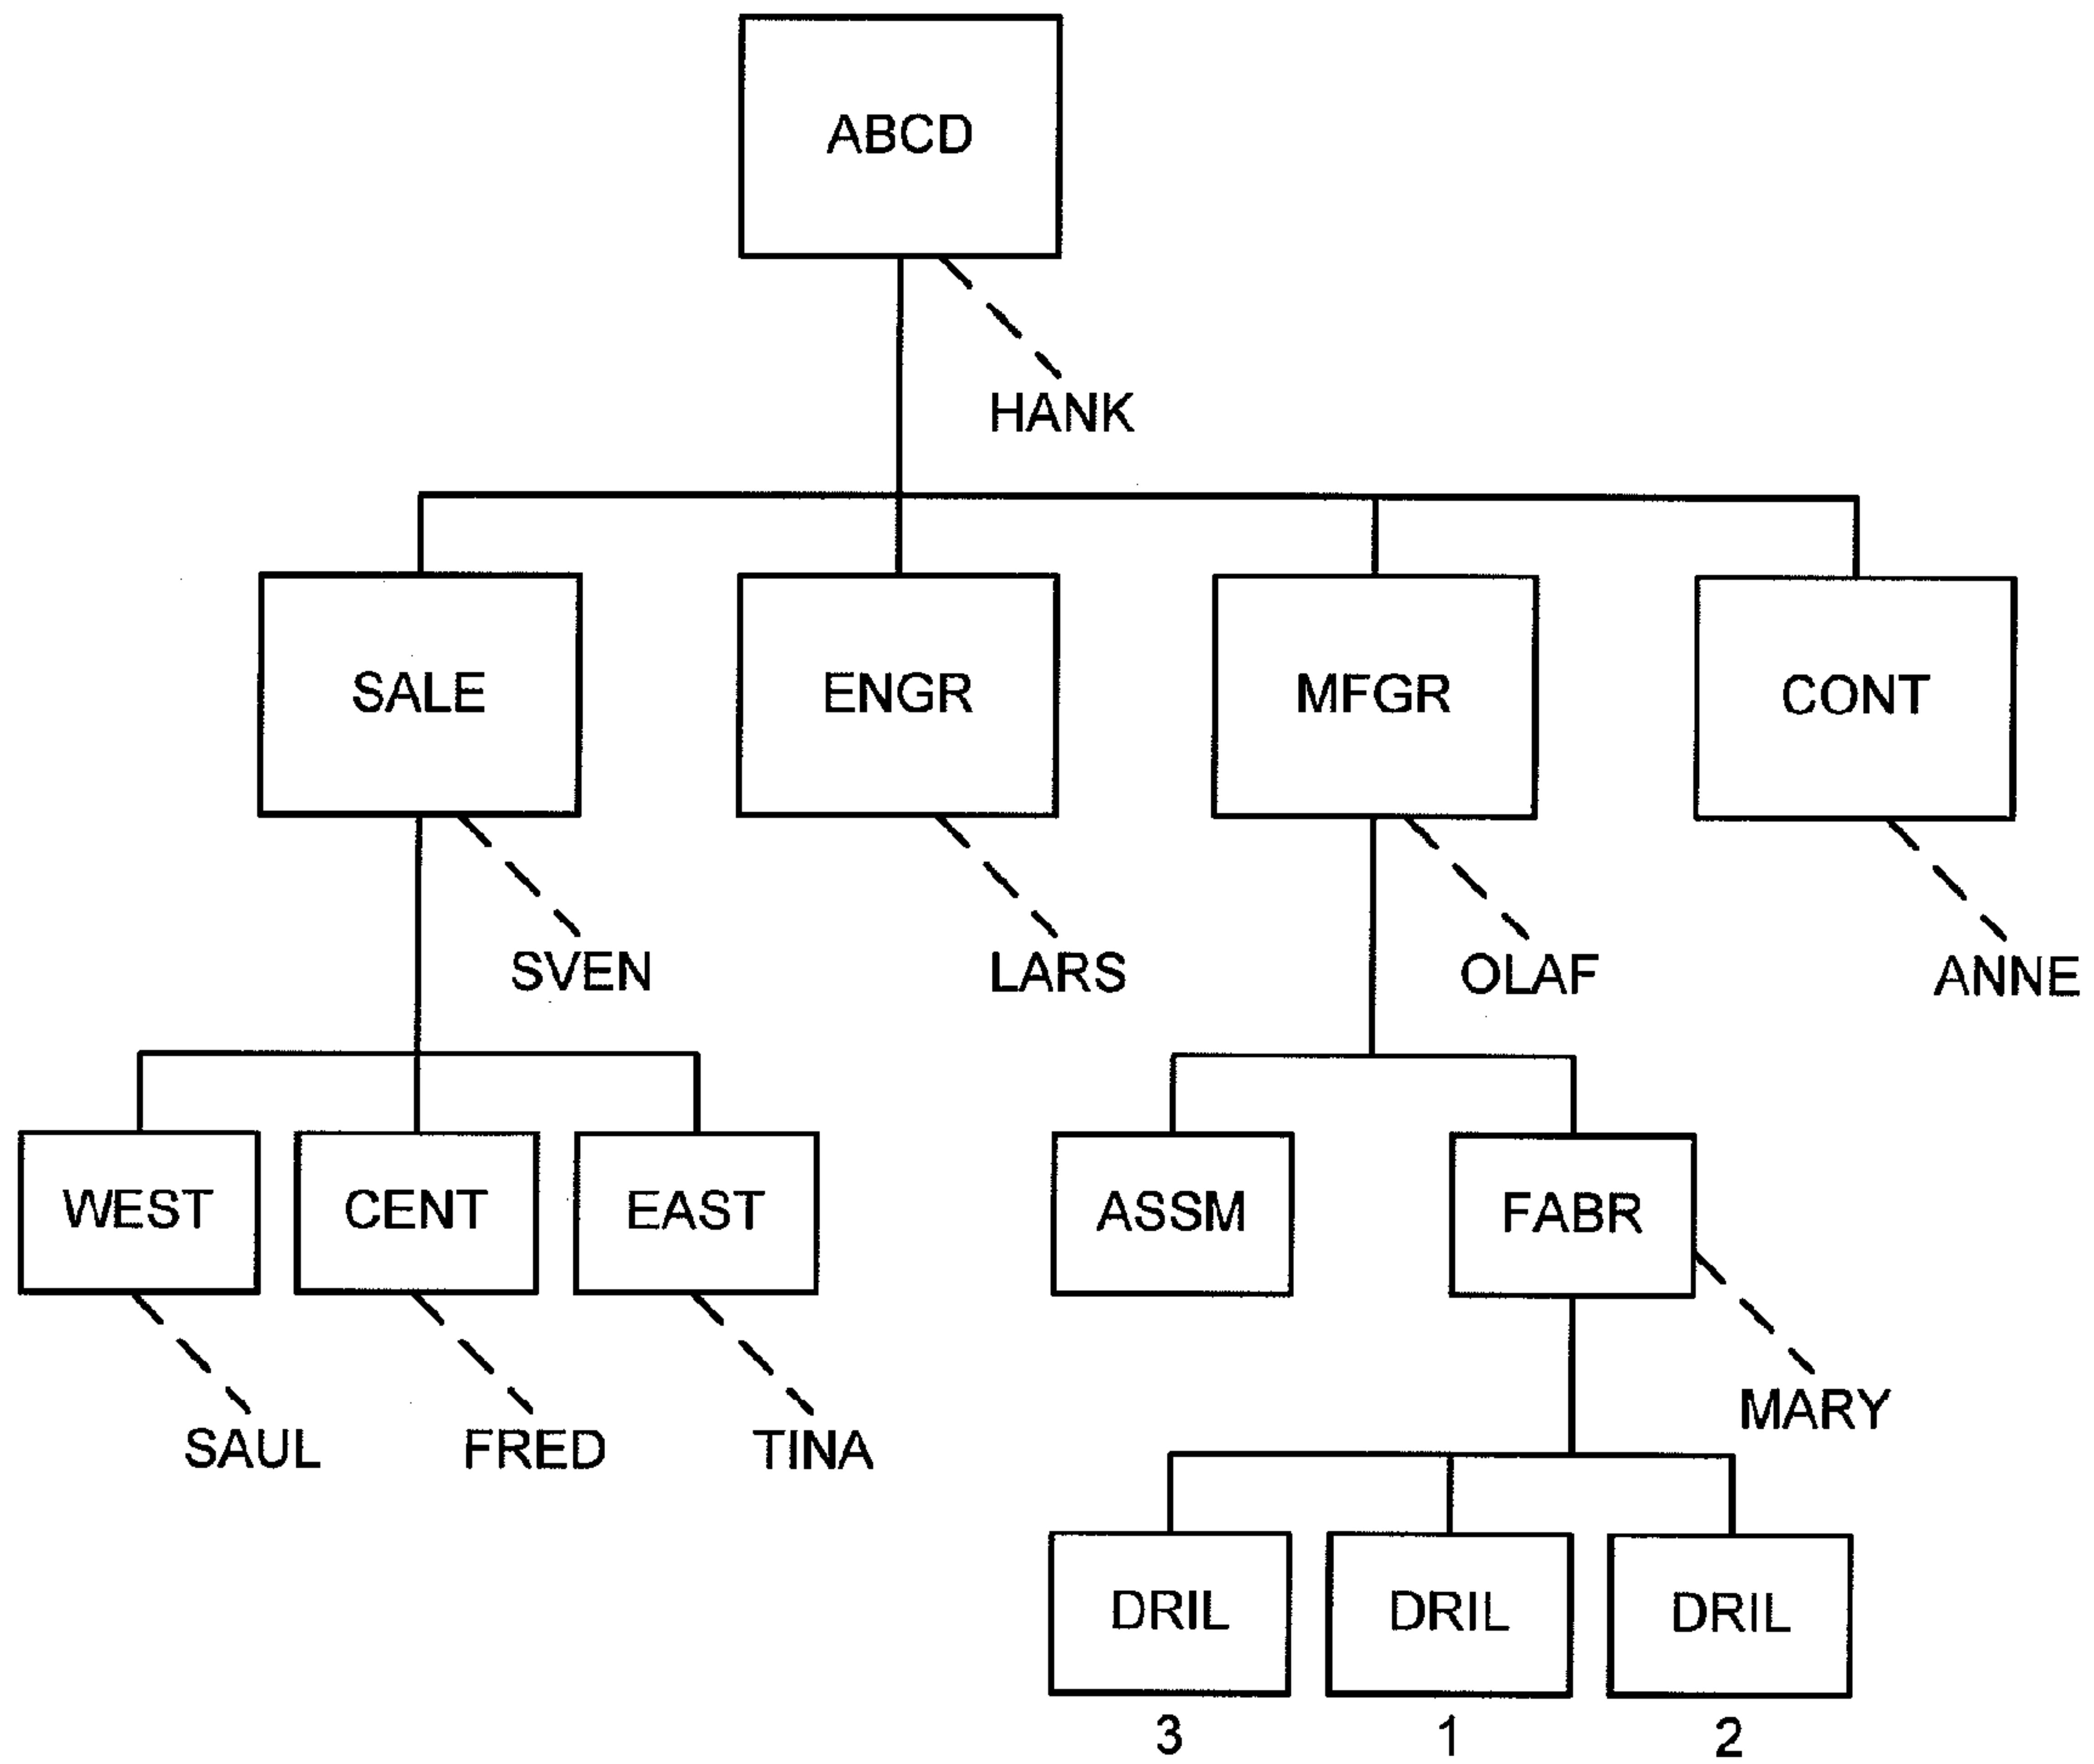 ABCD
HANK
SALE ENGR MFGR CONT
SVEN LARS OLAF ANNE
WEST CENT EAST ASSM FABR
MARY
SAUL FRED TINA
DRIL DRIL DRIL
3 1 2